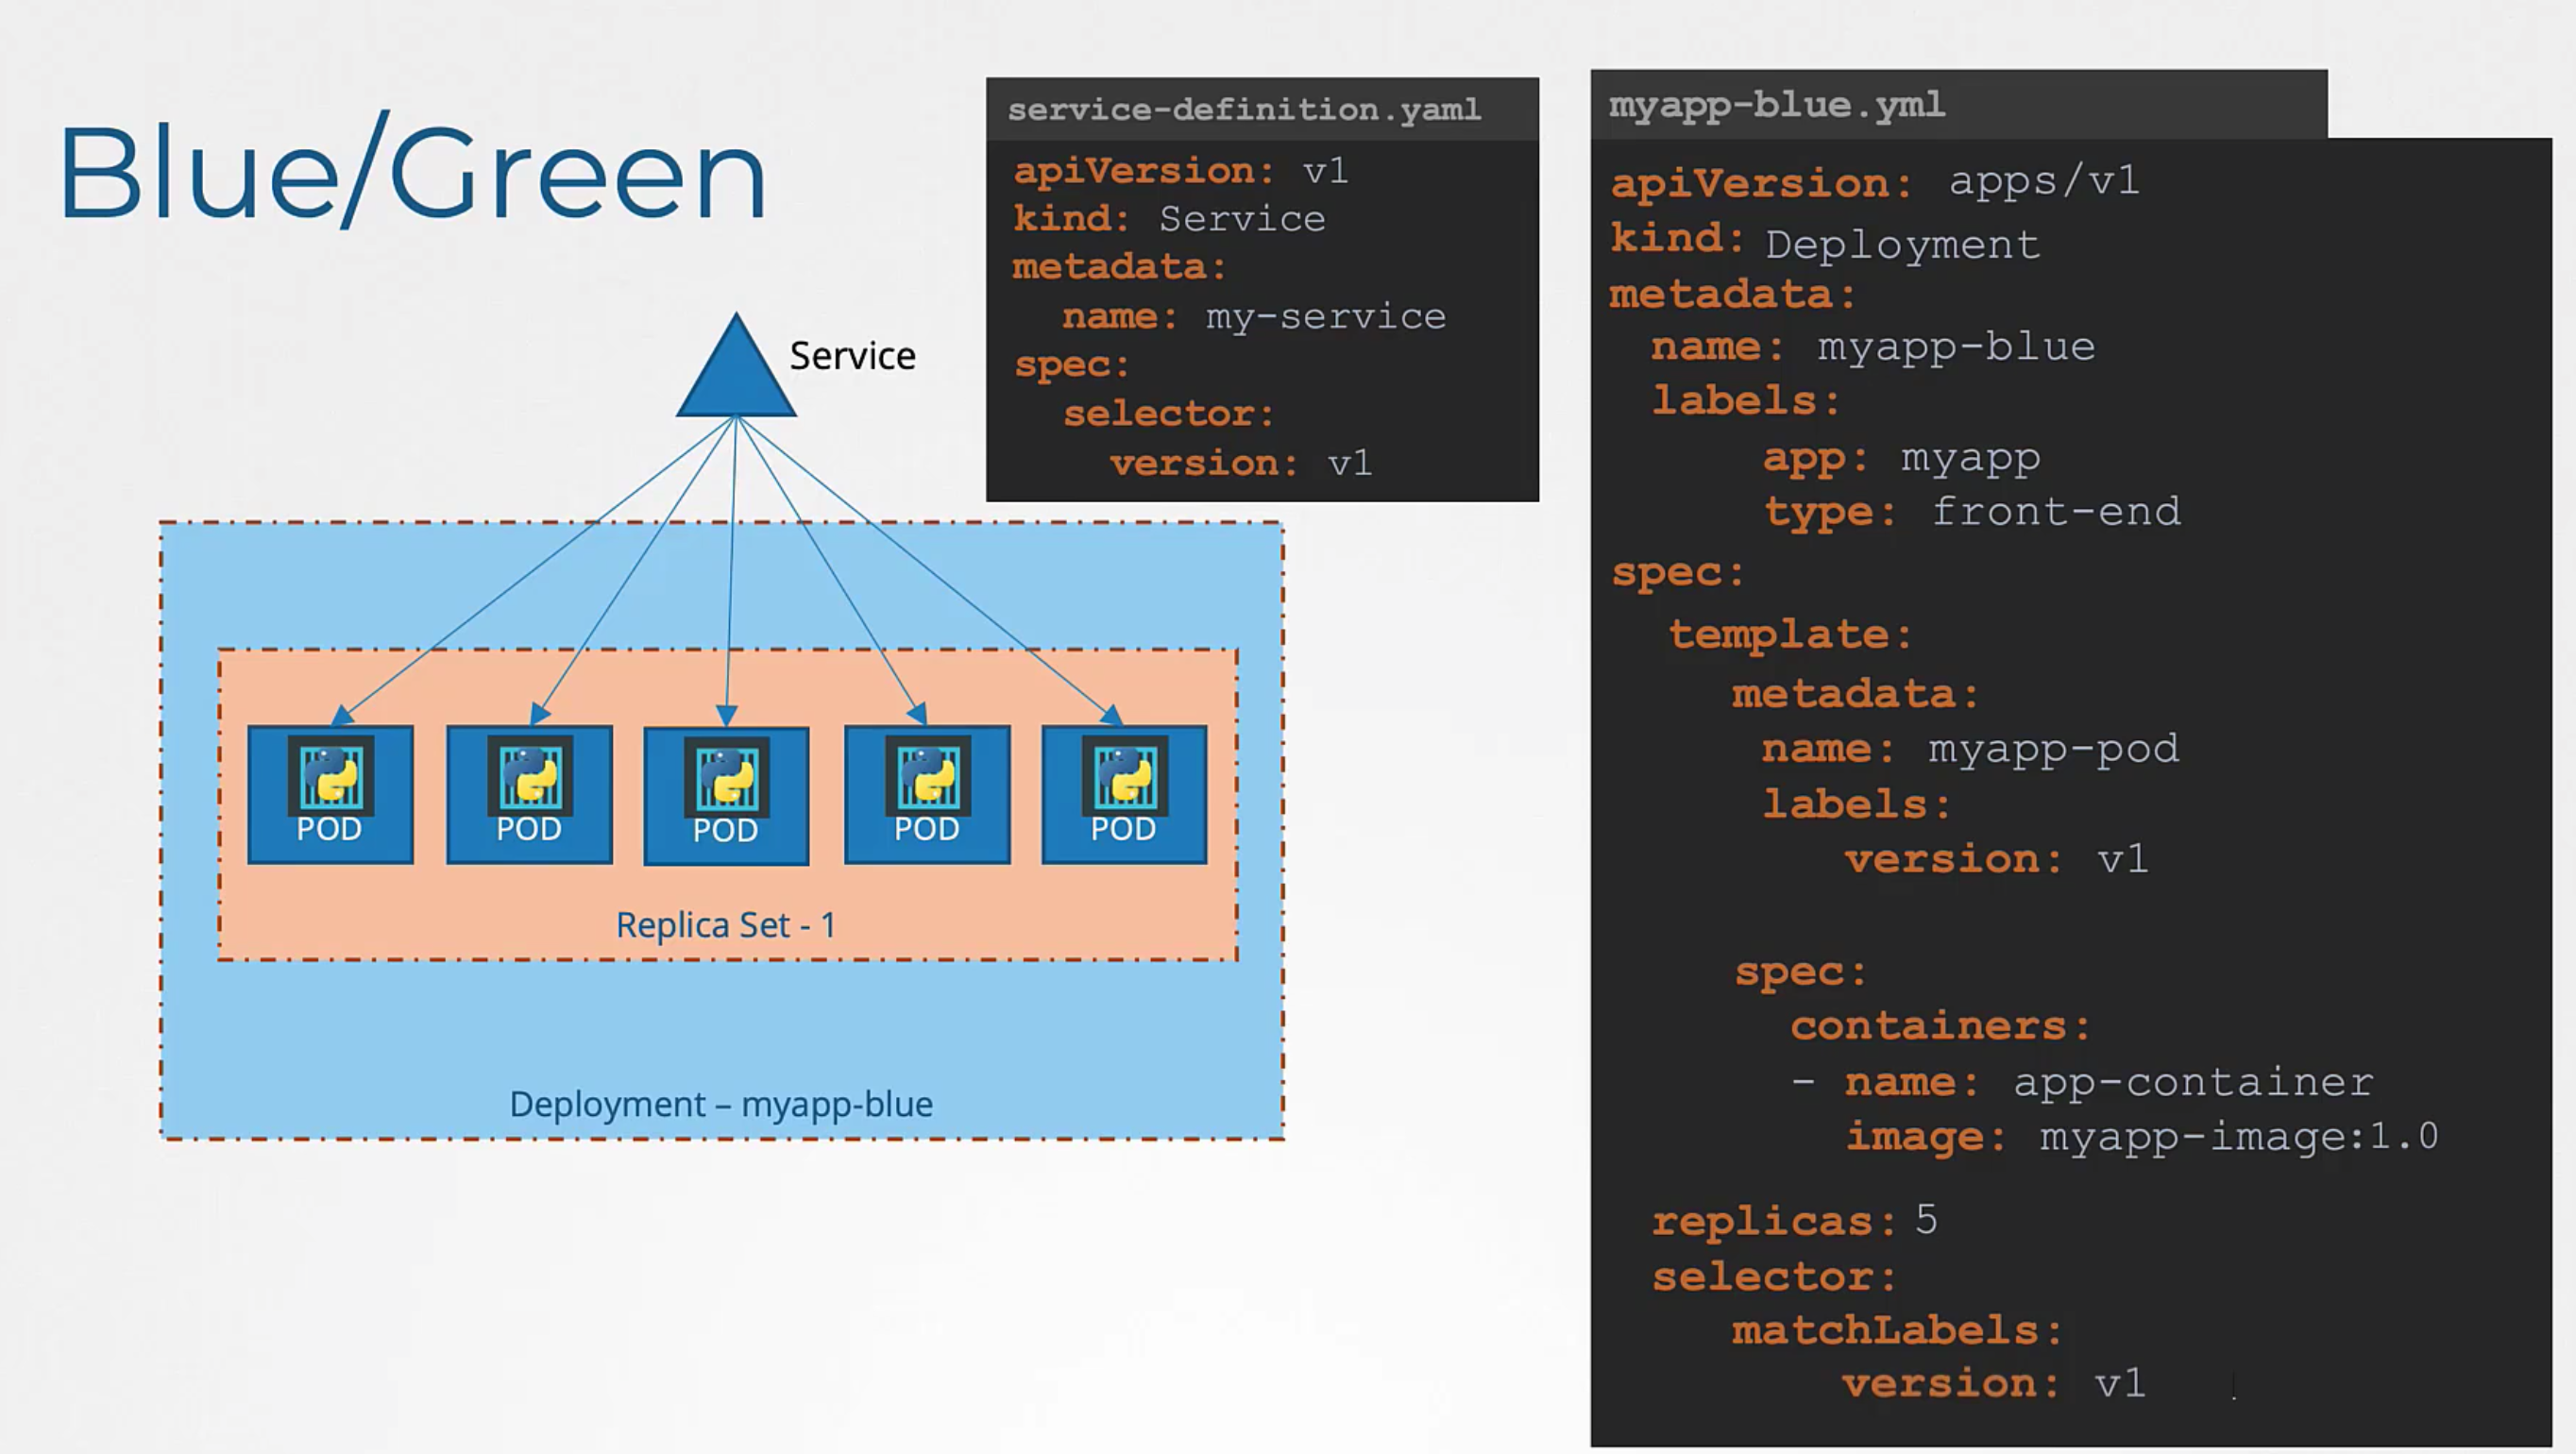 Blue/Green
Service
POD
POD
POD
POD
POD
Replica Set - 1
Deployment – myapp-blue
service-definition.yaml
apiVersion: v1
kind: Service
metadata:
  name: my-service
spec:
  selector:
    version: v1
myapp-blue.yml
apiVersion: apps/v1
kind: Deployment
metadata:
  name: myapp-blue
  labels:
      app: myapp
      type: front-end
spec:
  template:
    metadata:
      name: myapp-pod
      labels:
        version: v1
    spec:
      containers:
      - name: app-container
        image: myapp-image:1.0
  replicas: 5
  selector:
    matchLabels:
        version: v1